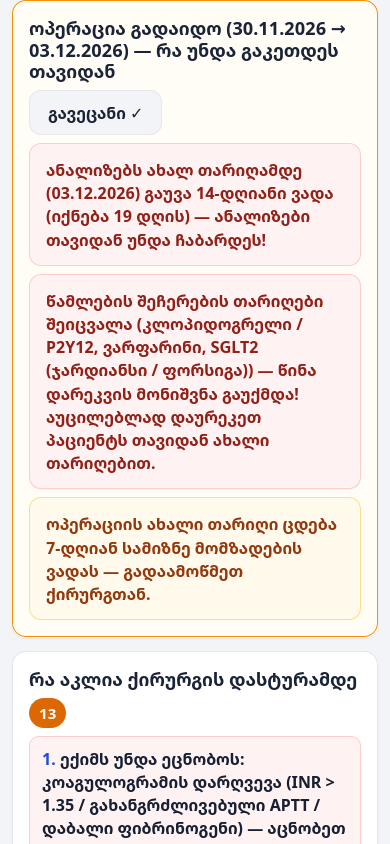 ოპერაცია გადაიდო (30.11.2026 →
03.12.2026) — რა უნდა გაკეთდეს
თავიდან
გავეცანი ✓
ანალიზებს ახალ თარიღამდე
(03.12.2026) გაუვა 14-დღიანი ვადა
(იქნება 19 დღის) — ანალიზები
თავიდან უნდა ჩაბარდეს!
წამლების შეჩერების თარიღები
შეიცვალა (კლოპიდოგრელი /
P2Y12, ვარფარინი, SGLT2
(ჯარდიანსი / ფორსიგა)) — წინა
დარეკვის მონიშვნა გაუქმდა!
აუცილებლად დაურეკეთ
პაციენტს თავიდან ახალი
თარიღებით.
ოპერაციის ახალი თარიღი ცდება
7-დღიან სამიზნე მომზადების
ვადას — გადაამოწმეთ
ქირურგთან.
რა აკლია ქირურგის დასტურამდე
13
1. ექიმს უნდა ეცნობოს:
კოაგულოგრამის დარღვევა (INR >
1.35 / გახანგრძლივებული APTT /
დაბალი ფიბრინოგენი) — აცნობეთ